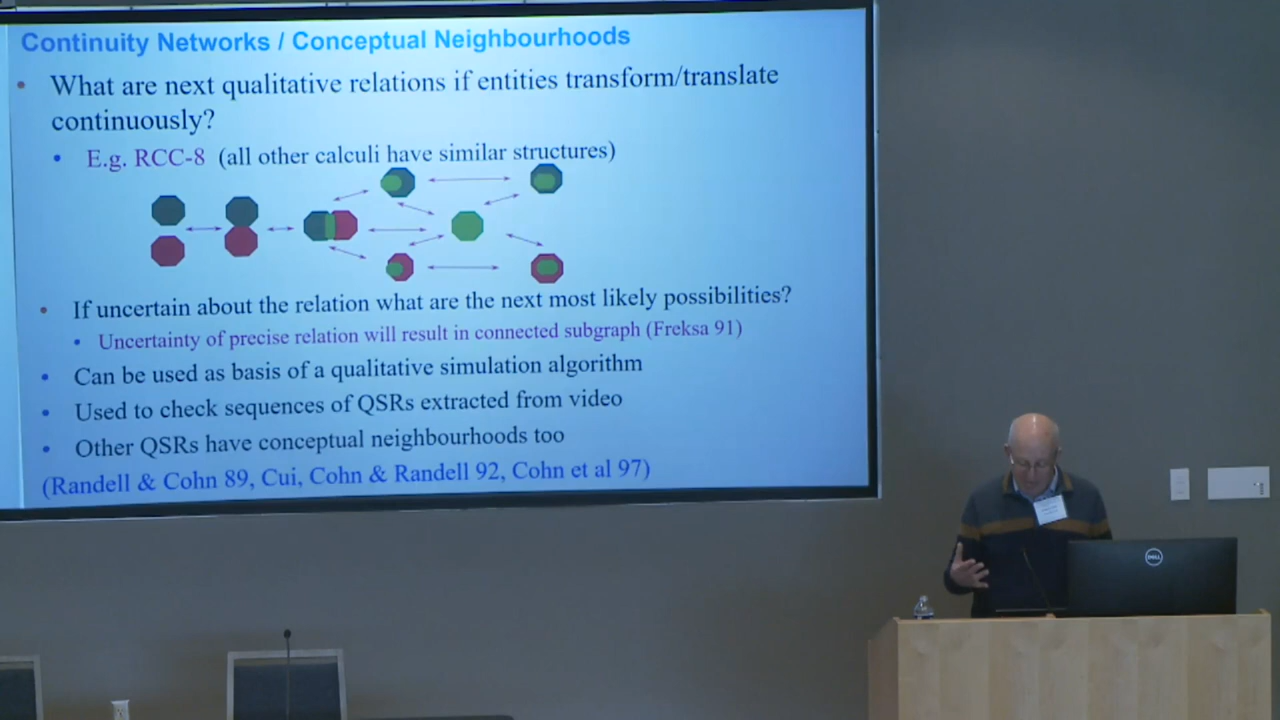 Continuity Networks / Conceptual Neighbourhoods
• What are next qualitative relations if entities transform/translate
continuously?
• E.g. RCC-8 (all other calculi have similar structures)
• If uncertain about the relation what are the next most likely possibilities?
• Uncertainty of precise relation will result in connected subgraph (Freksa 91)
• Can be used as basis of a qualitative simulation algorithm
• Used to check sequences of QSRs extracted from video
• Other QSRs have conceptual neighbourhoods too
(Randell & Cohn 89, Cui, Cohn & Randell 92, Cohn et al 97)
DELL